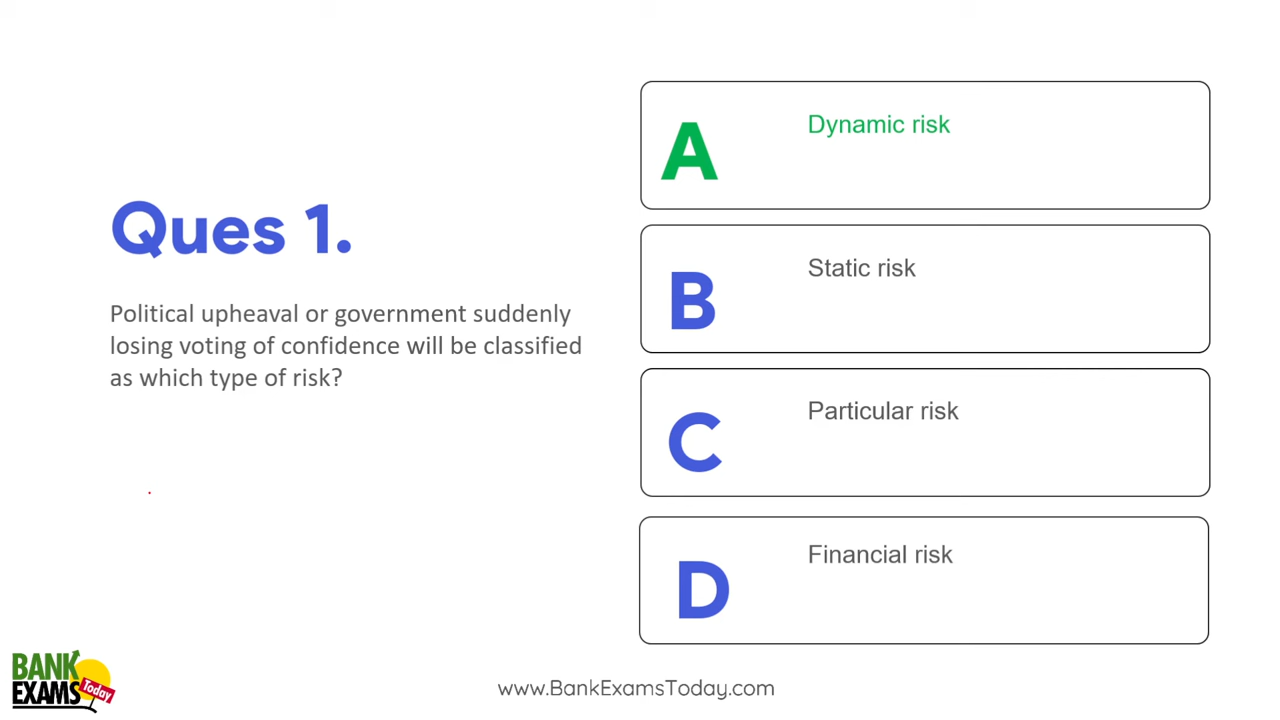 Ques 1.
Political upheaval or government suddenly
losing voting of confidence will be classified
as which type of risk?
A
Dynamic risk
B
Static risk
C
Particular risk
D
Financial risk
BANK
EXAMS
Today
www.BankExamsToday.com